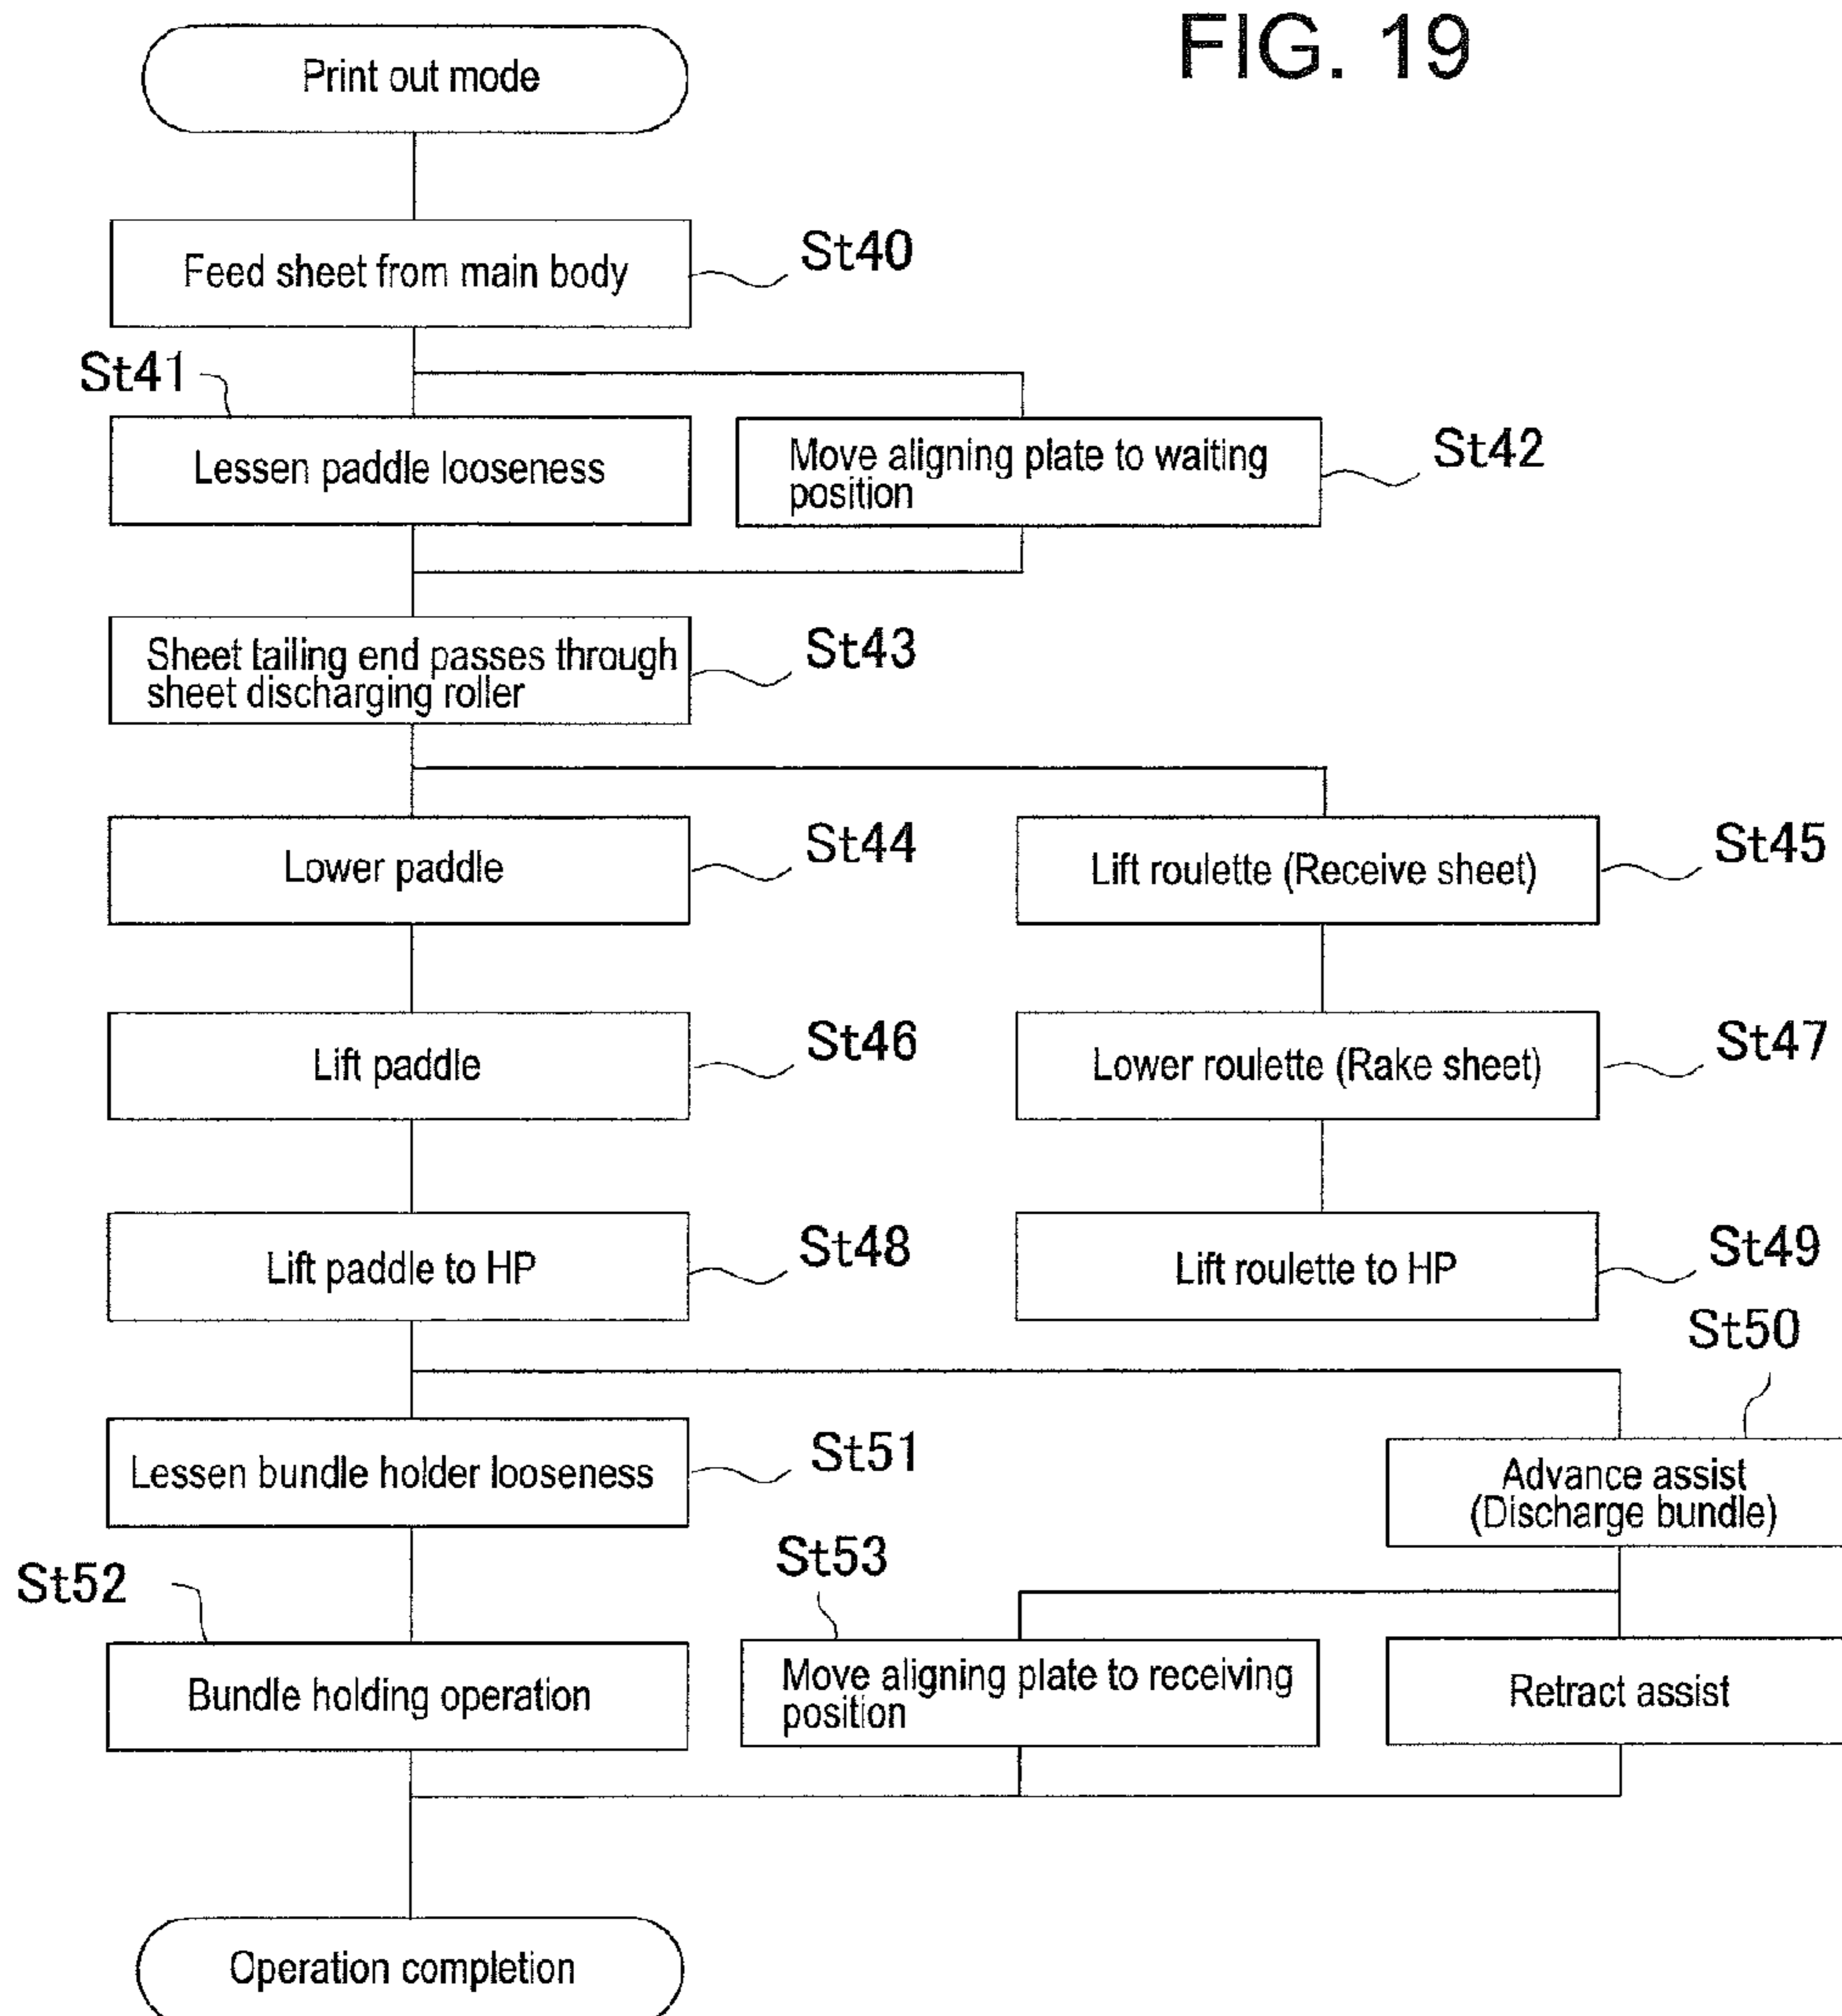 FIG. 19
Print out mode
Feed sheet from main body
St40
St41
Lessen paddle looseness
Move aligning plate to waiting
position
St42
Sheet tailing end passes through
sheet discharging roller
St43
Lower paddle
St44
Lift roulette (Receive sheet)
St45
Lift paddle
St46
Lower roulette (Rake sheet)
St47
Lift paddle to HP
St48
Lift roulette to HP
St49
St50
Lessen bundle holder looseness
St51
Advance assist
(Discharge bundle)
St52
St53
Bundle holding operation
Move aligning plate to receiving
position
Retract assist
Operation completion